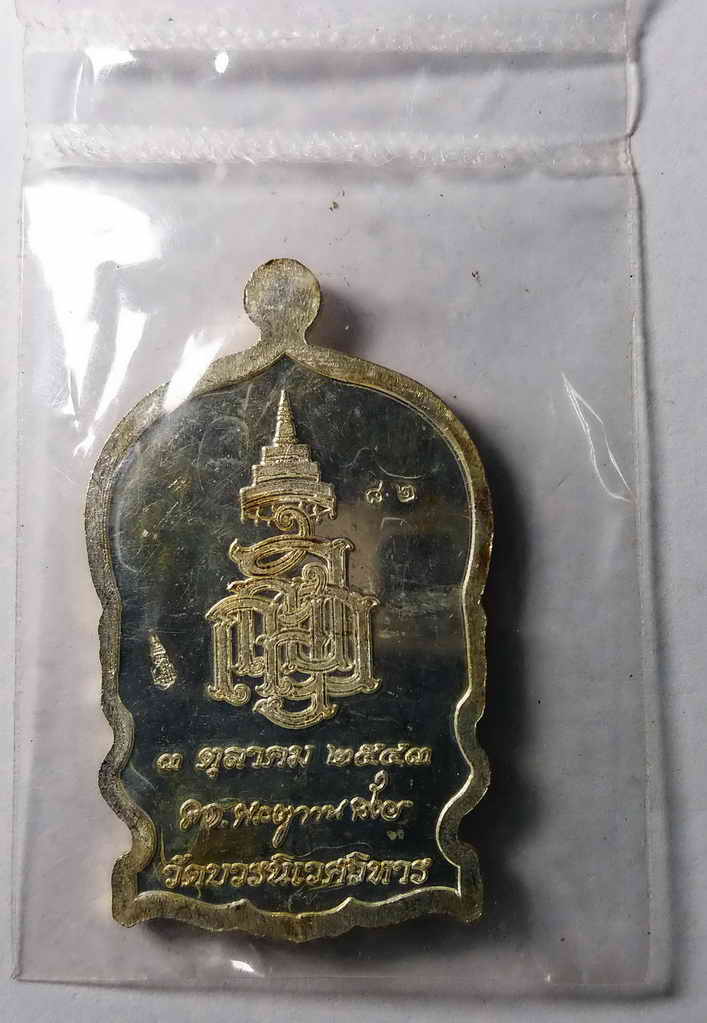 ๘๒
๓ ตุลาคม ๒๕๔๓
วัดบวรนิเวศวิหาร